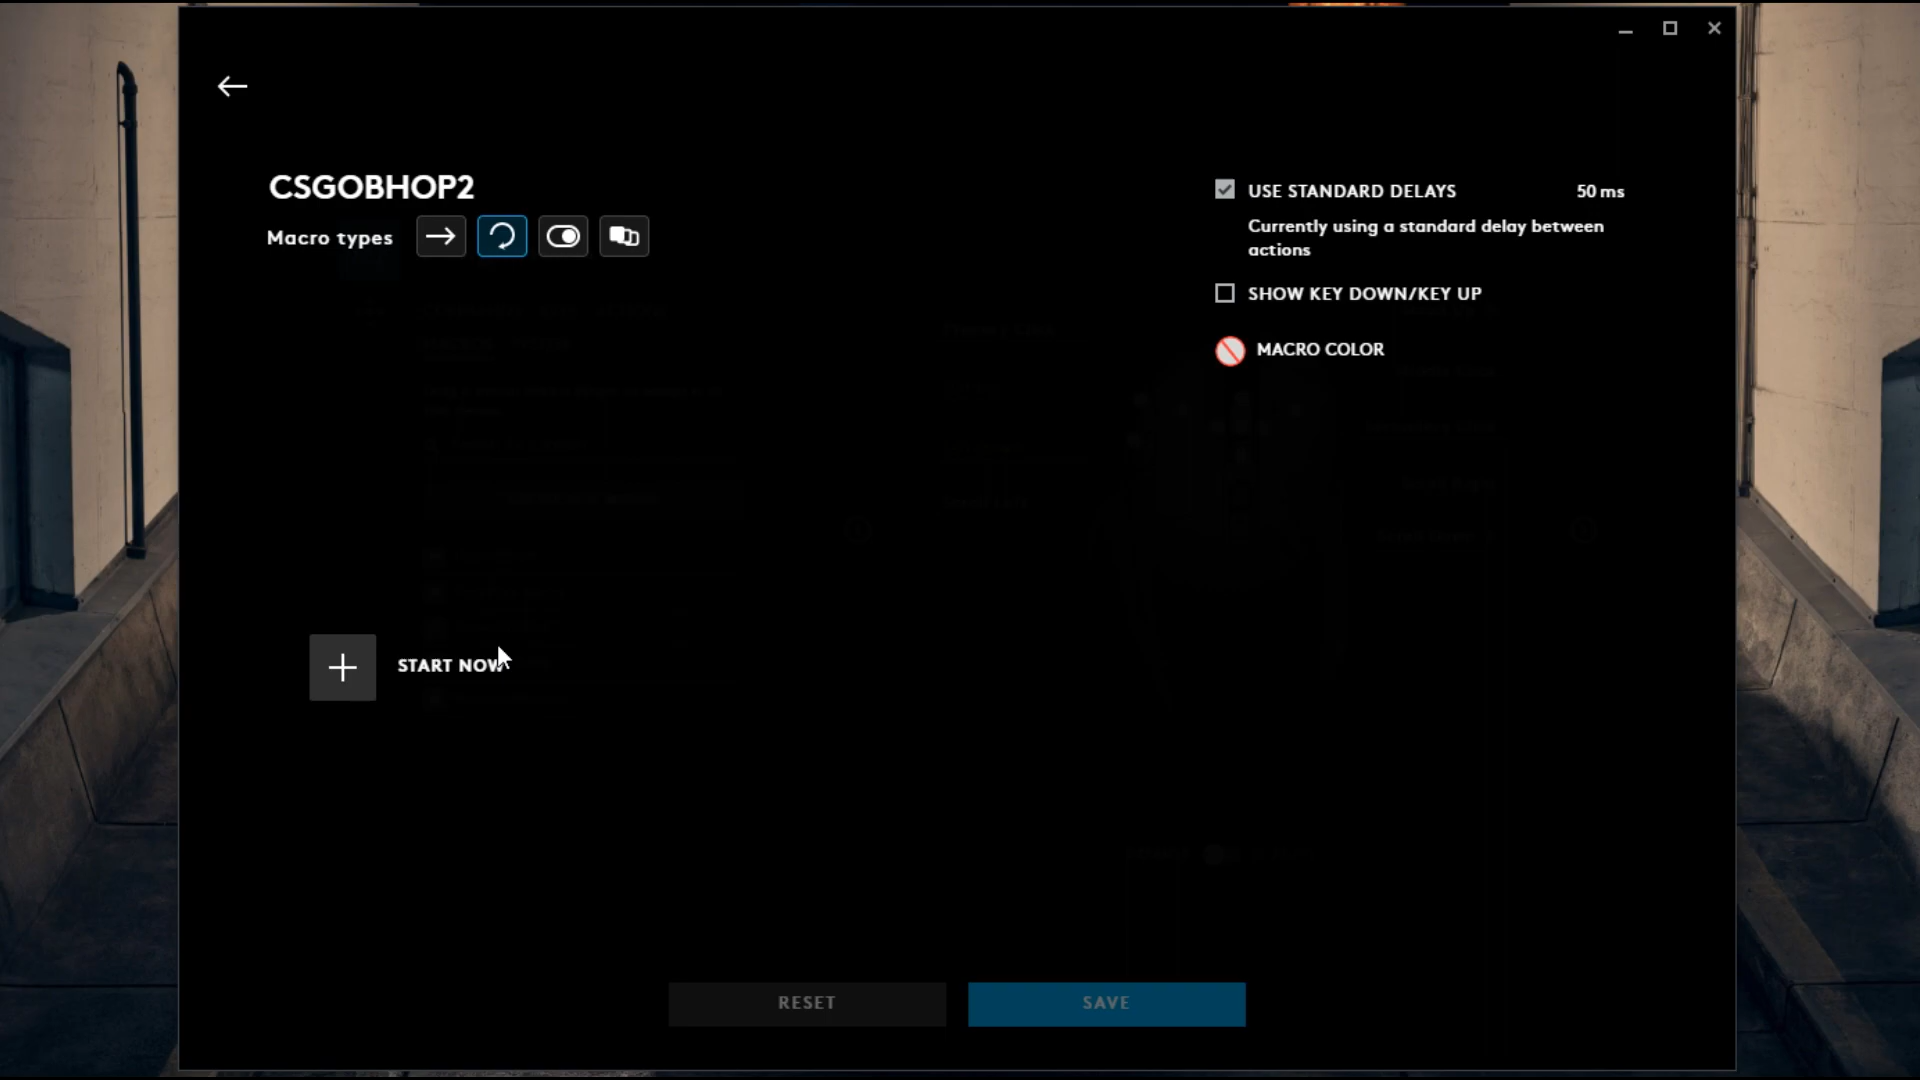 CSGOBHOP2
Macro types
USE STANDARD DELAYS 50 ms
Currently using a standard delay between
actions
SHOW KEY DOWN/KEY UP
MACRO COLOR
START NOW
RESET
SAVE